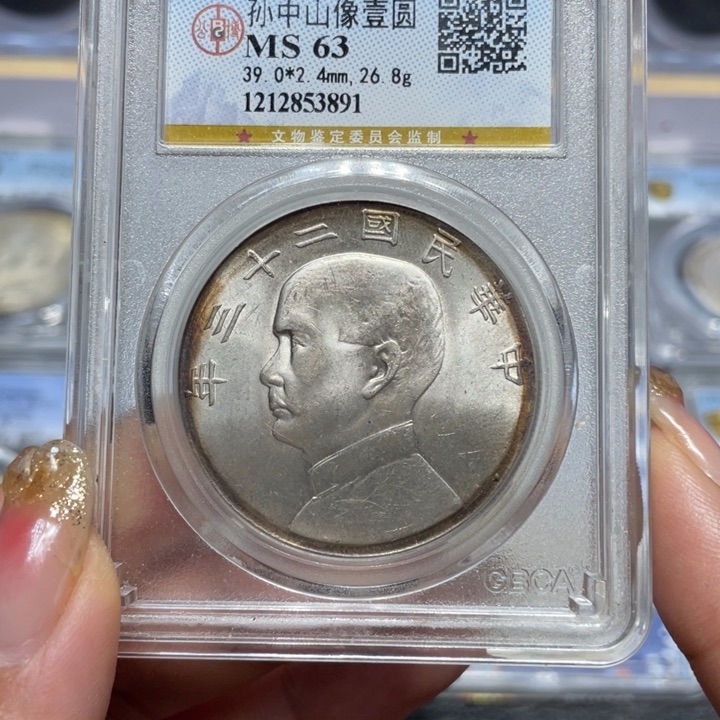 孙中山像壹圆
MS 63
39.0*2.4mm, 26.8g
1212853891
★ 文物鉴定委员会监制 ★
年三十二國民華中
GBCA